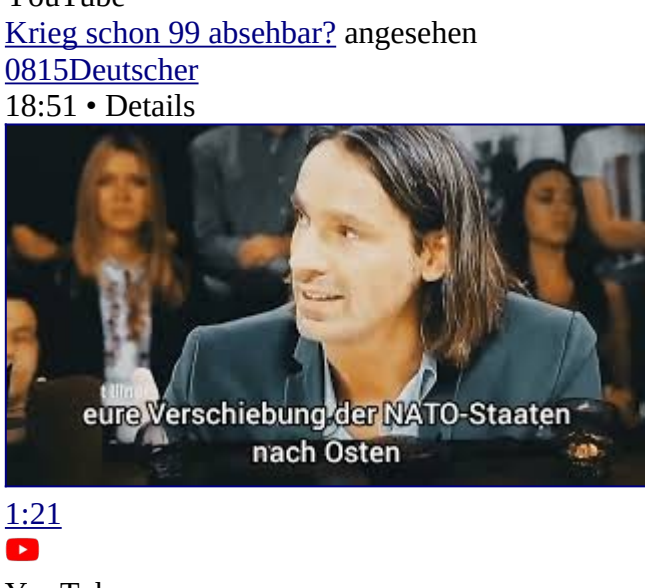 YouTube
Krieg schon 99 absehbar? angesehen
0815Deutscher
18:51 • Details
eure Verschiebung der NATO-Staaten
nach Osten
1:21